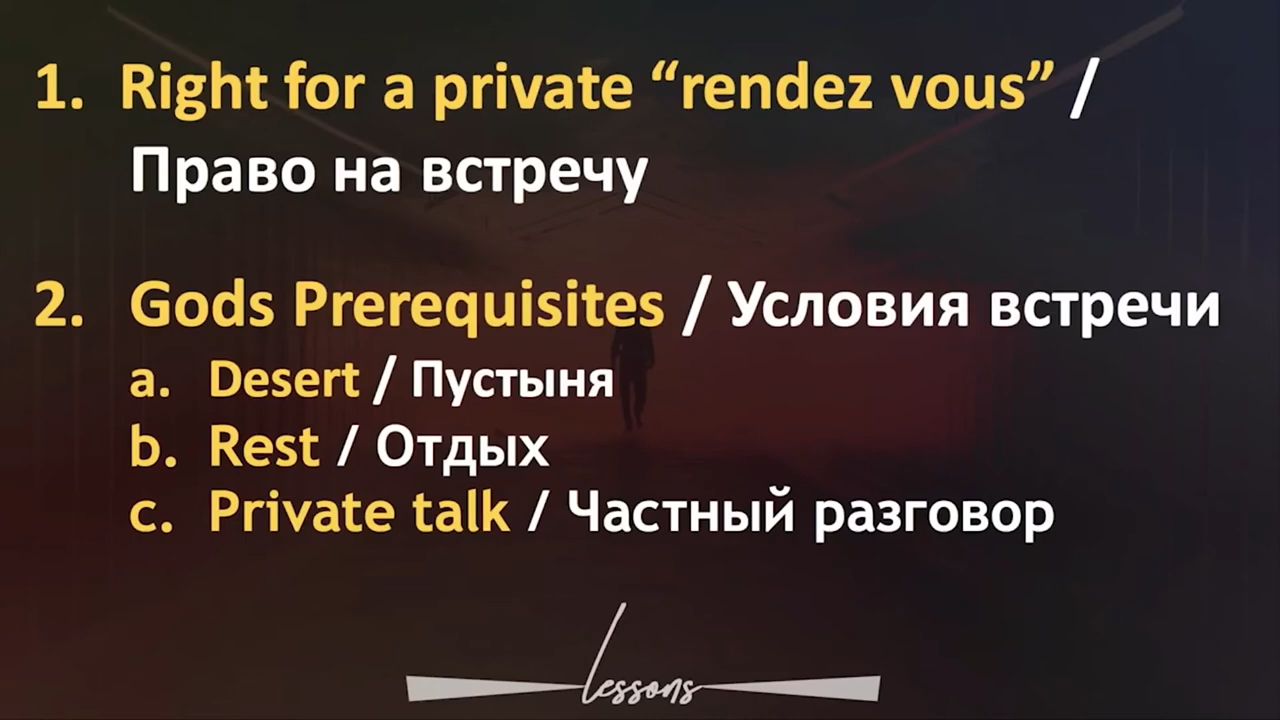 1. Right for a private “rendez vous” /
Право на встречу
2. Gods Prerequisites / Условия встречи
a. Desert / Пустыня
b. Rest / Отдых
c. Private talk / Частный разговор
lessons